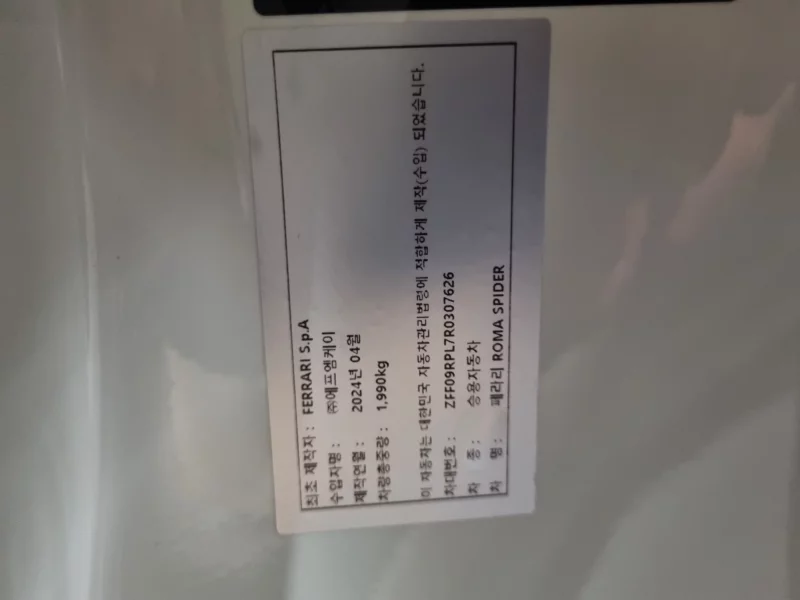 최초 제작자 : FERRARI S.p.A
수입자명 : ㈜에프엠케이
제작연월 : 2024년 04월
차량총중량 : 1,990kg
이 자동차는 대한민국 자동차관리법령에 적합하게 제작(수입) 되었습니다.
차대번호 : ZFF09RPL7R0307626
차 종 : 승용자동차
차 명 : 페라리 ROMA SPIDER